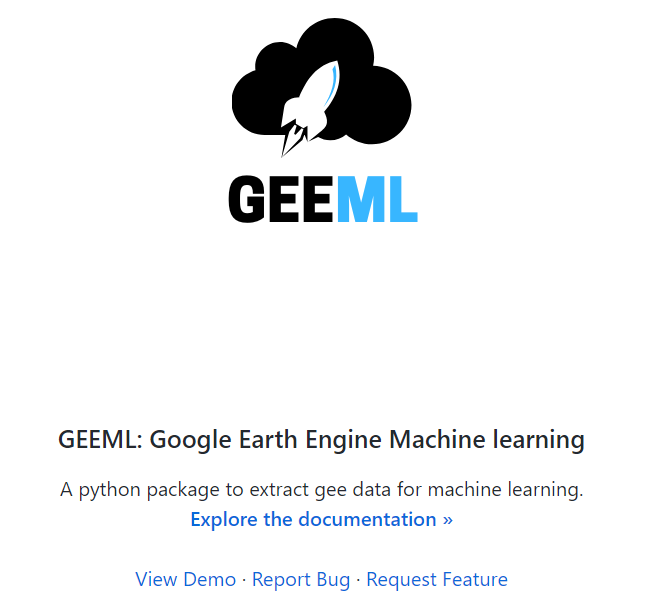 GEEML
GEEML: Google Earth Engine Machine learning
A python package to extract gee data for machine learning.
Explore the documentation »
View Demo · Report Bug · Request Feature